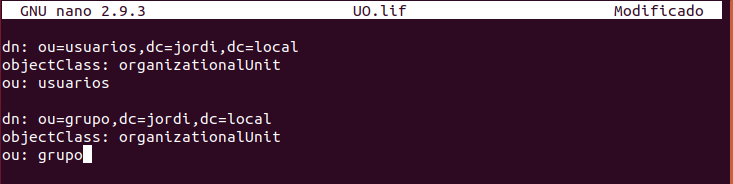 GNU nano 2.9.3 UO.lif Modificado
dn: ou=usuarios,dc=jordi,dc=local
objectClass: organizationalUnit
ou: usuarios
dn: ou=grupo,dc=jordi,dc=local
objectClass: organizationalUnit
ou: grupo